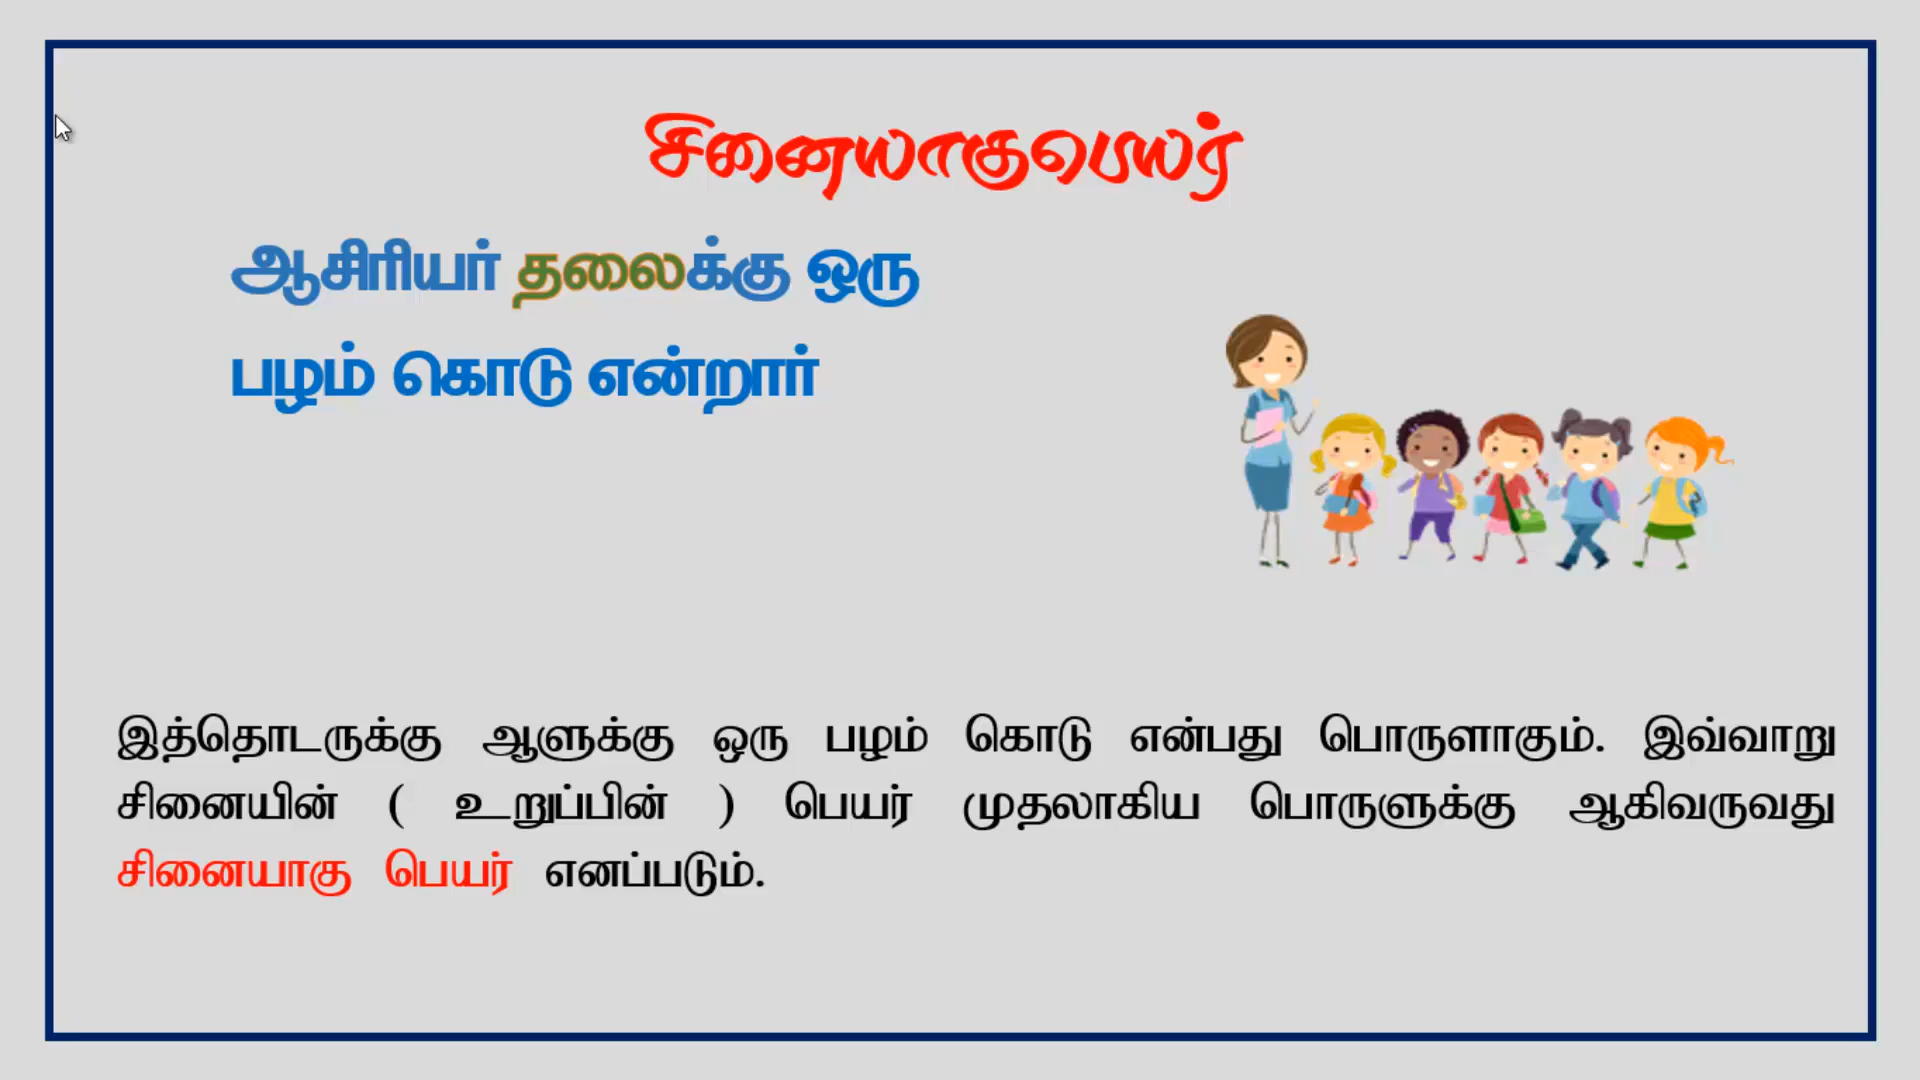 சினையாகுபெயர்
ஆசிரியர் தலைக்கு ஒரு
பழம் கொடு என்றார்
இத்தொடருக்கு ஆளுக்கு ஒரு பழம் கொடு என்பது பொருளாகும். இவ்வாறு
சினையின் ( உறுப்பின் ) பெயர் முதலாகிய பொருளுக்கு ஆகிவருவது
சினையாகு பெயர் எனப்படும்.